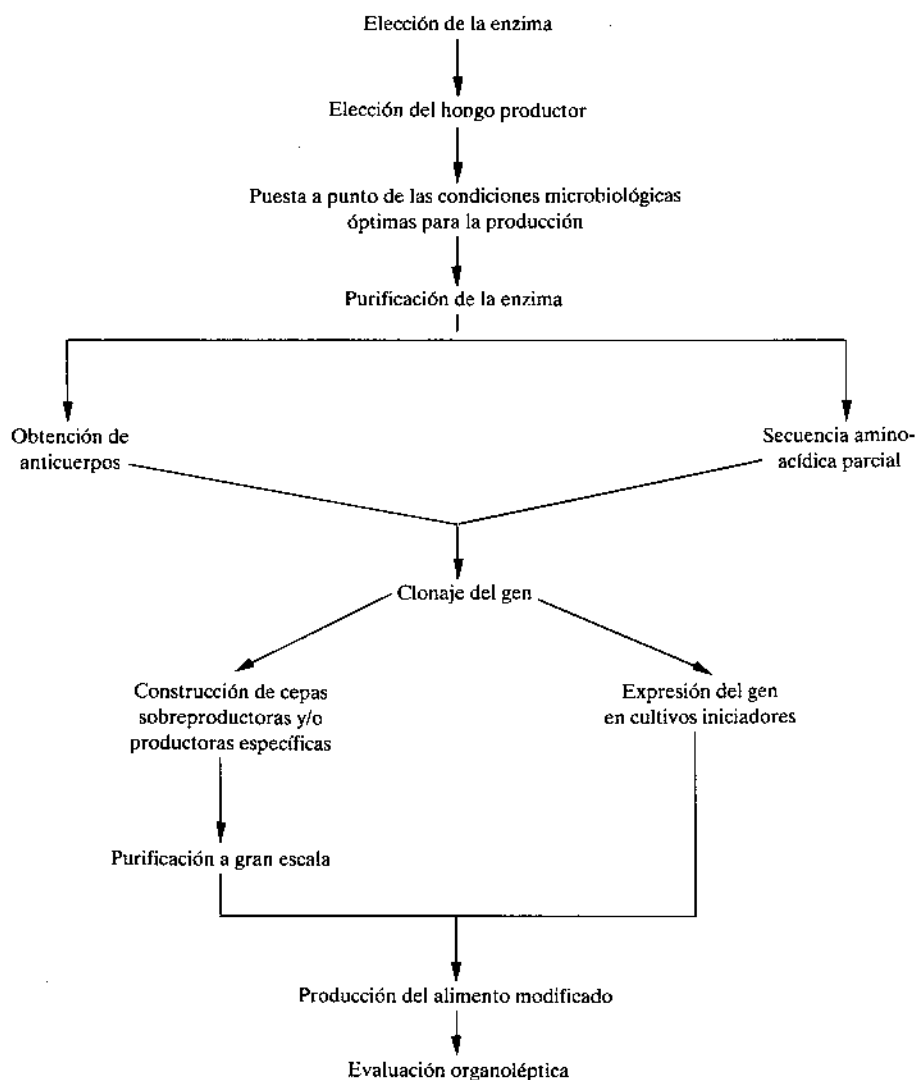 Elección de la enzima
Elección del hongo productor
Puesta a punto de las condiciones microbiológicas
óptimas para la producción
Purificación de la enzima
Obtención de
anticuerpos
Secuencia amino-
acídica parcial
Clonaje del gen
Construcción de cepas
sobreproductoras y/o
productoras específicas
Expresión del gen
en cultivos iniciadores
Purificación a gran escala
Producción del alimento modificado
Evaluación organoléptica